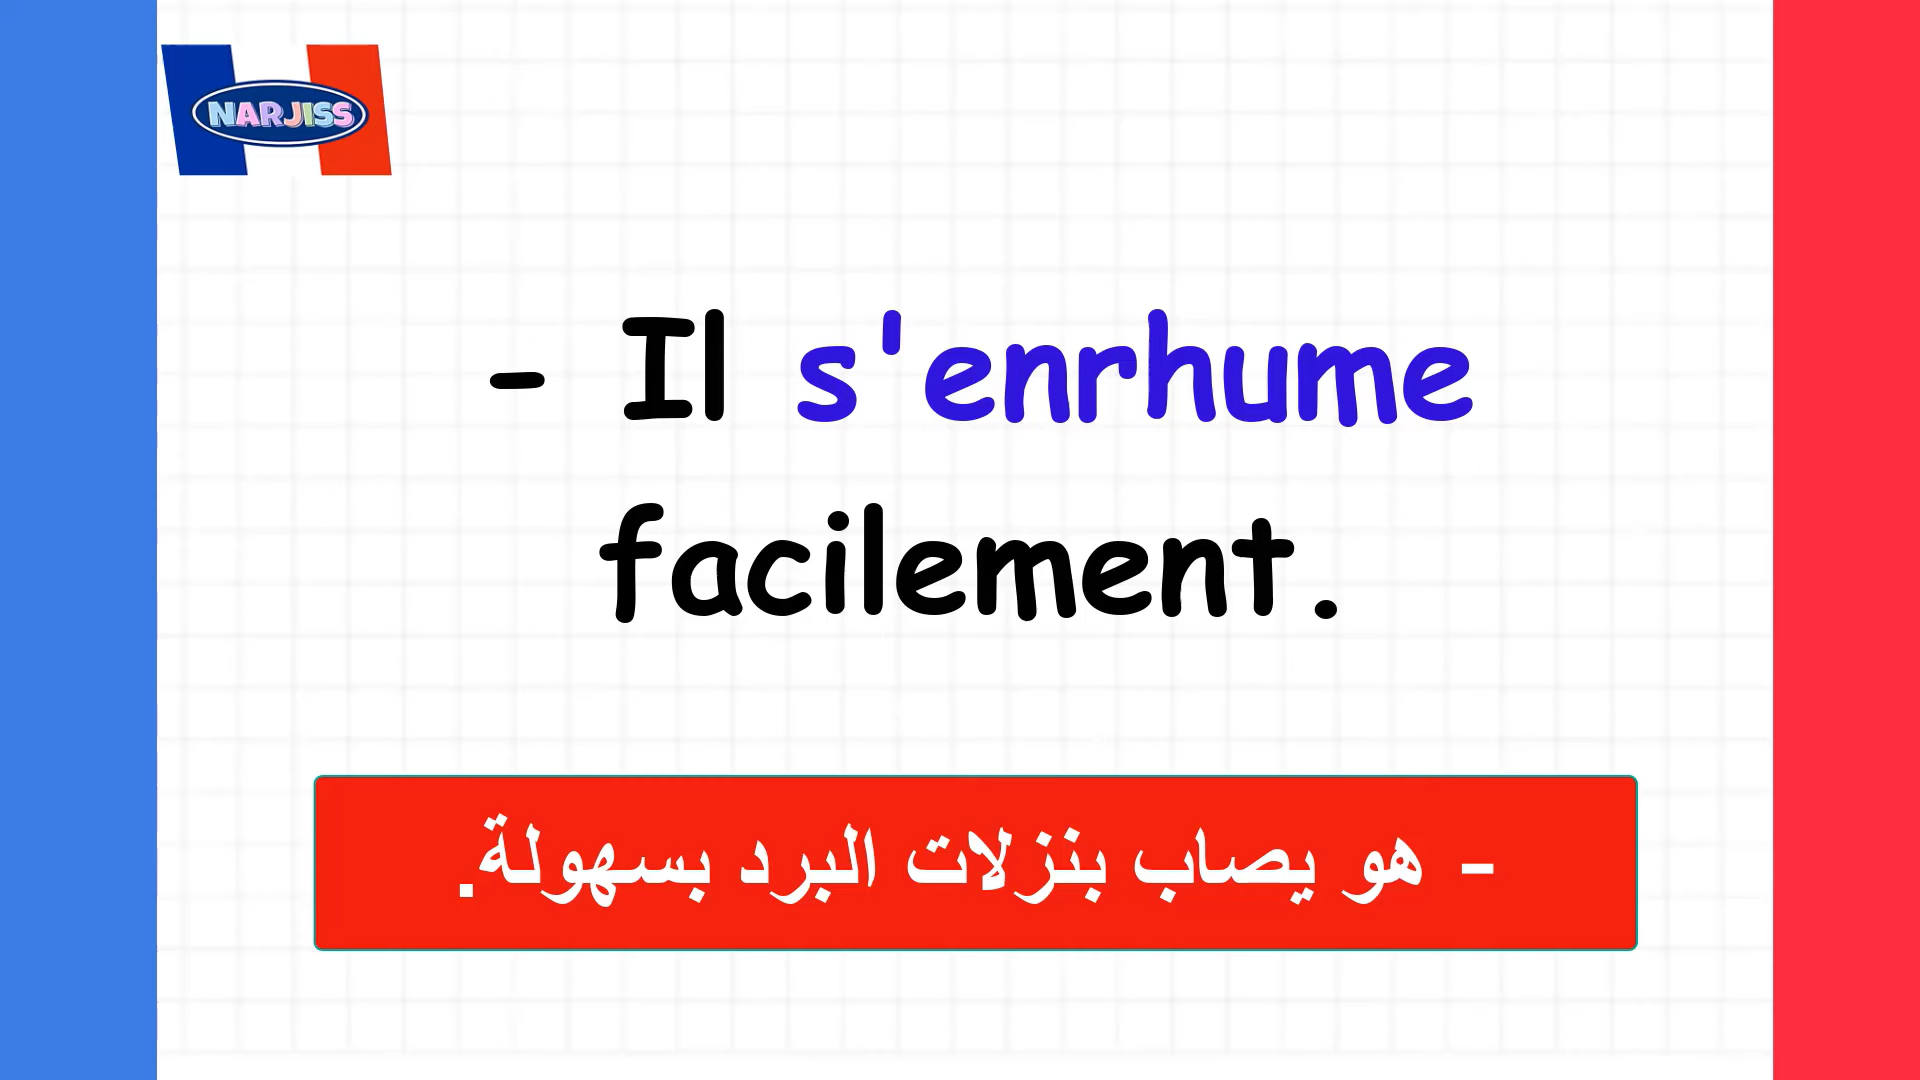 NARJISS
- Il s'enrhume
facilement.
- هو يصاب بنزلات البرد بسهولة.